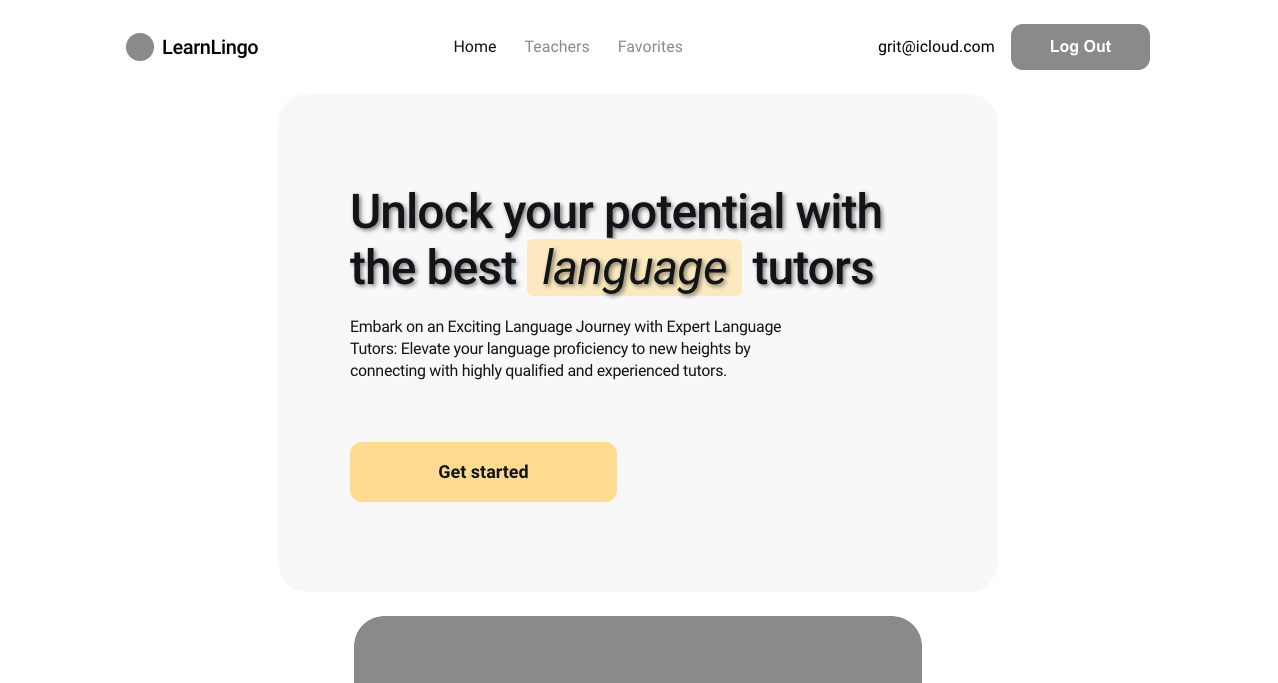 LearnLingo
Home
Teachers
Favorites
grit@icloud.com
Log Out
Unlock your potential with
the best language tutors
Embark on an Exciting Language Journey with Expert Language
Tutors: Elevate your language proficiency to new heights by
connecting with highly qualified and experienced tutors.
Get started